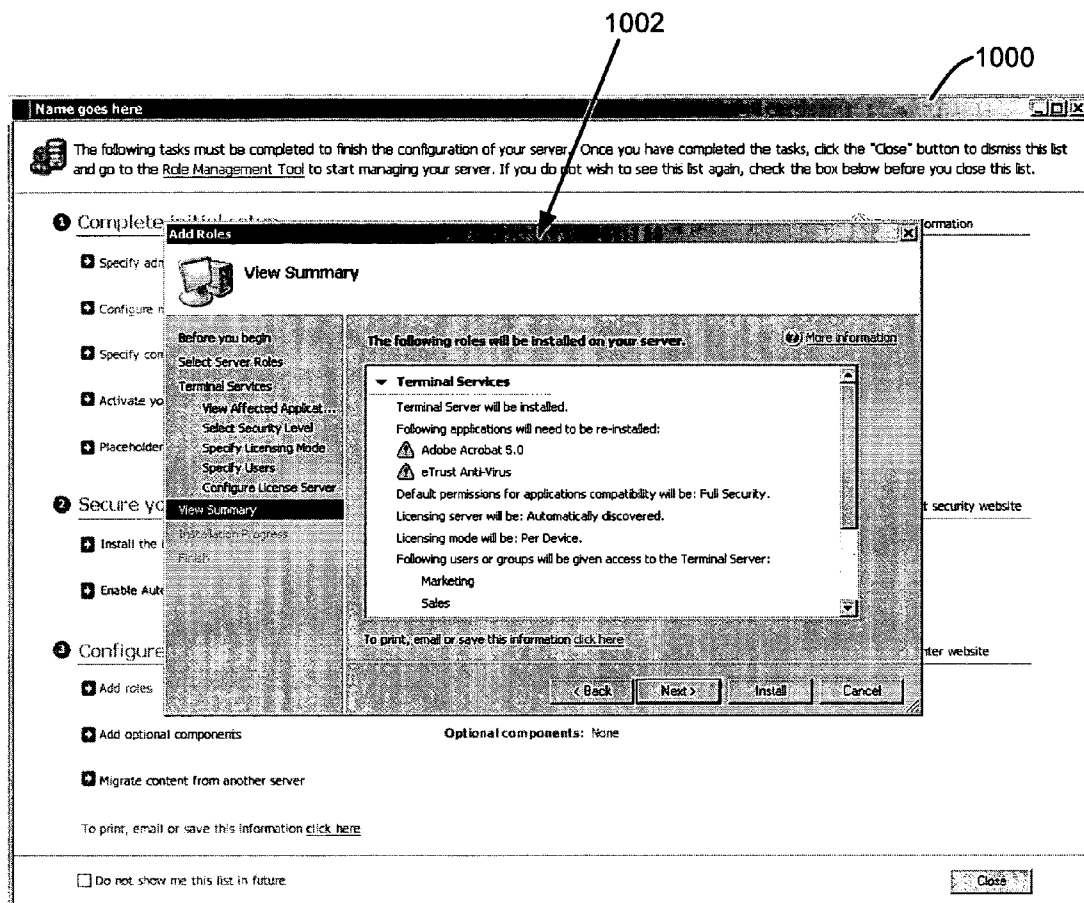 1002
1000
Name goes here
The following tasks must be completed to finish the configuration of your server. Once you have completed the tasks, click the "Close" button to dismiss this list
and go to the Role Management Tool to start managing your server. If you do not wish to see this list again, check the box below before you close this list.
1 Complete initial setup
ormation
Specify adm
Configure n
Specify con
Activate yo
Placeholder
2 Secure yo
t security website
Install the
Enable Auto
3 Configure
nter website
Add roles
Add optional components
Optional components: None
Migrate content from another server
To print, email or save this information click here
Do not show me this list in future
Close
Add Roles
View Summary
Before you begin
Select Server Roles
Terminal Services
View Affected Applicat...
Select Security Level
Specify Licensing Mode
Specify Users
Configure License Server
View Summary
Installation Progress
Finish
The following roles will be installed on your server.
More information
Terminal Services
Terminal Server will be installed.
Following applications will need to be re-installed:
Adobe Acrobat 5.0
eTrust Anti-Virus
Default permissions for applications compatibility will be: Full Security.
Licensing server will be: Automatically discovered.
Licensing mode will be: Per Device.
Following users or groups will be given access to the Terminal Server:
Marketing
Sales
To print, email or save this information click here
< Back
Next >
Install
Cancel